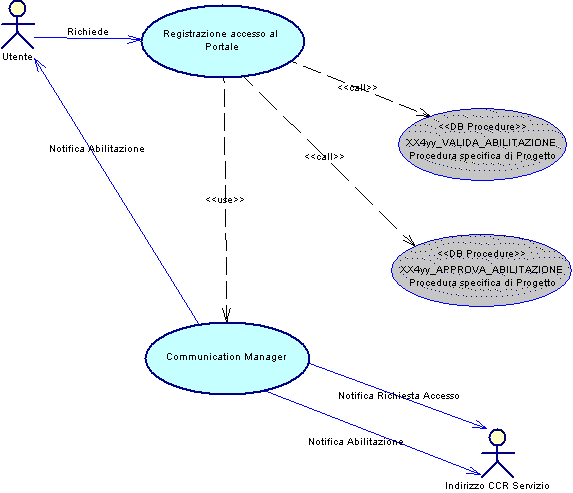 Richiede
Registrazione accesso al
Portale
Utente
<<call>>
<<DB Procedure>>
XX4yy_VALIDA_ABILITAZIONE
Procedura specifica di Progetto
Notifica Abilitazione
<<call>>
<<use>>
<<DB Procedure>>
XX4yy_APPROVA_ABILITAZIONE
Procedura specifica di Progetto
Communication Manager
Notifica Richiesta Accesso
Notifica Abilitazione
Indirizzo CCR Servizio